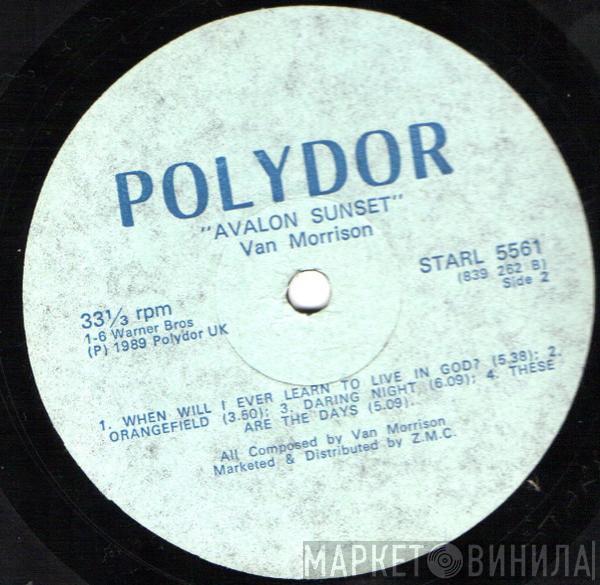 POLYDOR
"AVALON SUNSET"
Van Morrison
STARL 5561
(839 262 B)
Side 2
33⅓ rpm
1-6 Warner Bros
(P) 1989 Polydor UK
1. WHEN WILL I EVER LEARN TO LIVE IN GOD? (5.38); 2.
ORANGEFIELD (3.50); 3. DARING NIGHT (6.09); 4. THESE
ARE THE DAYS (5.09).
All Composed by Van Morrison
Marketed & Distributed by Z.M.C.
МАРКЕТ ВИНИЛА